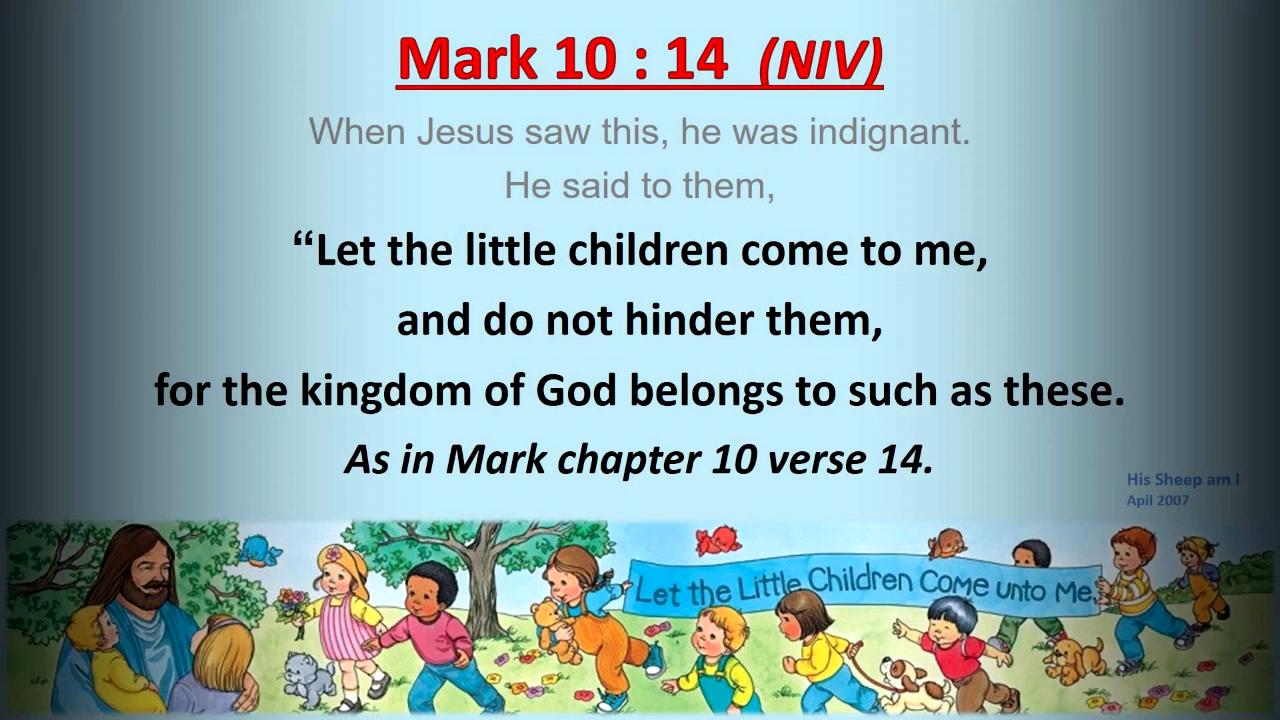 Mark 10 : 14 (NIV)
When Jesus saw this, he was indignant.
He said to them,
“Let the little children come to me,
and do not hinder them,
for the kingdom of God belongs to such as these.
As in Mark chapter 10 verse 14.
His Sheep am I
Apil 2007
Let the Little Children Come unto Me.